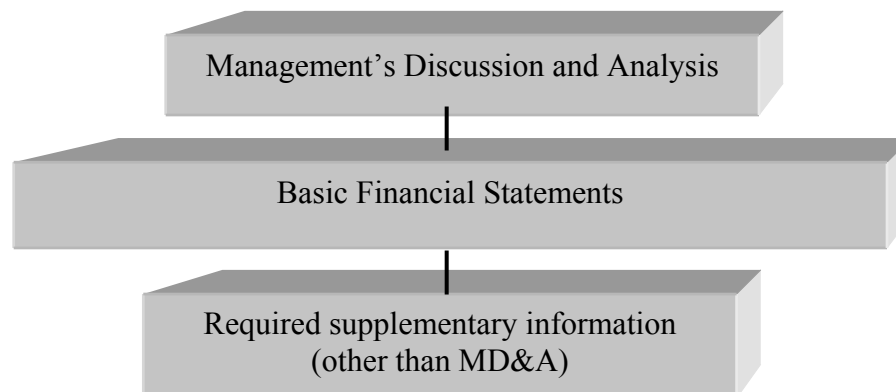 Management’s Discussion and Analysis
Basic Financial Statements
Required supplementary information
(other than MD&A)